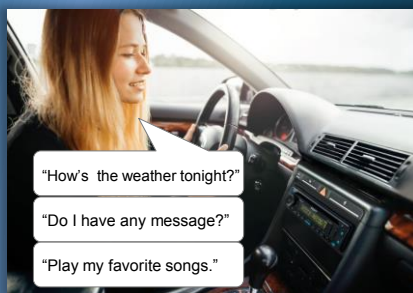 “How’s  the weather tonight?”
“Do I have any message?”
“Play my favorite songs.”